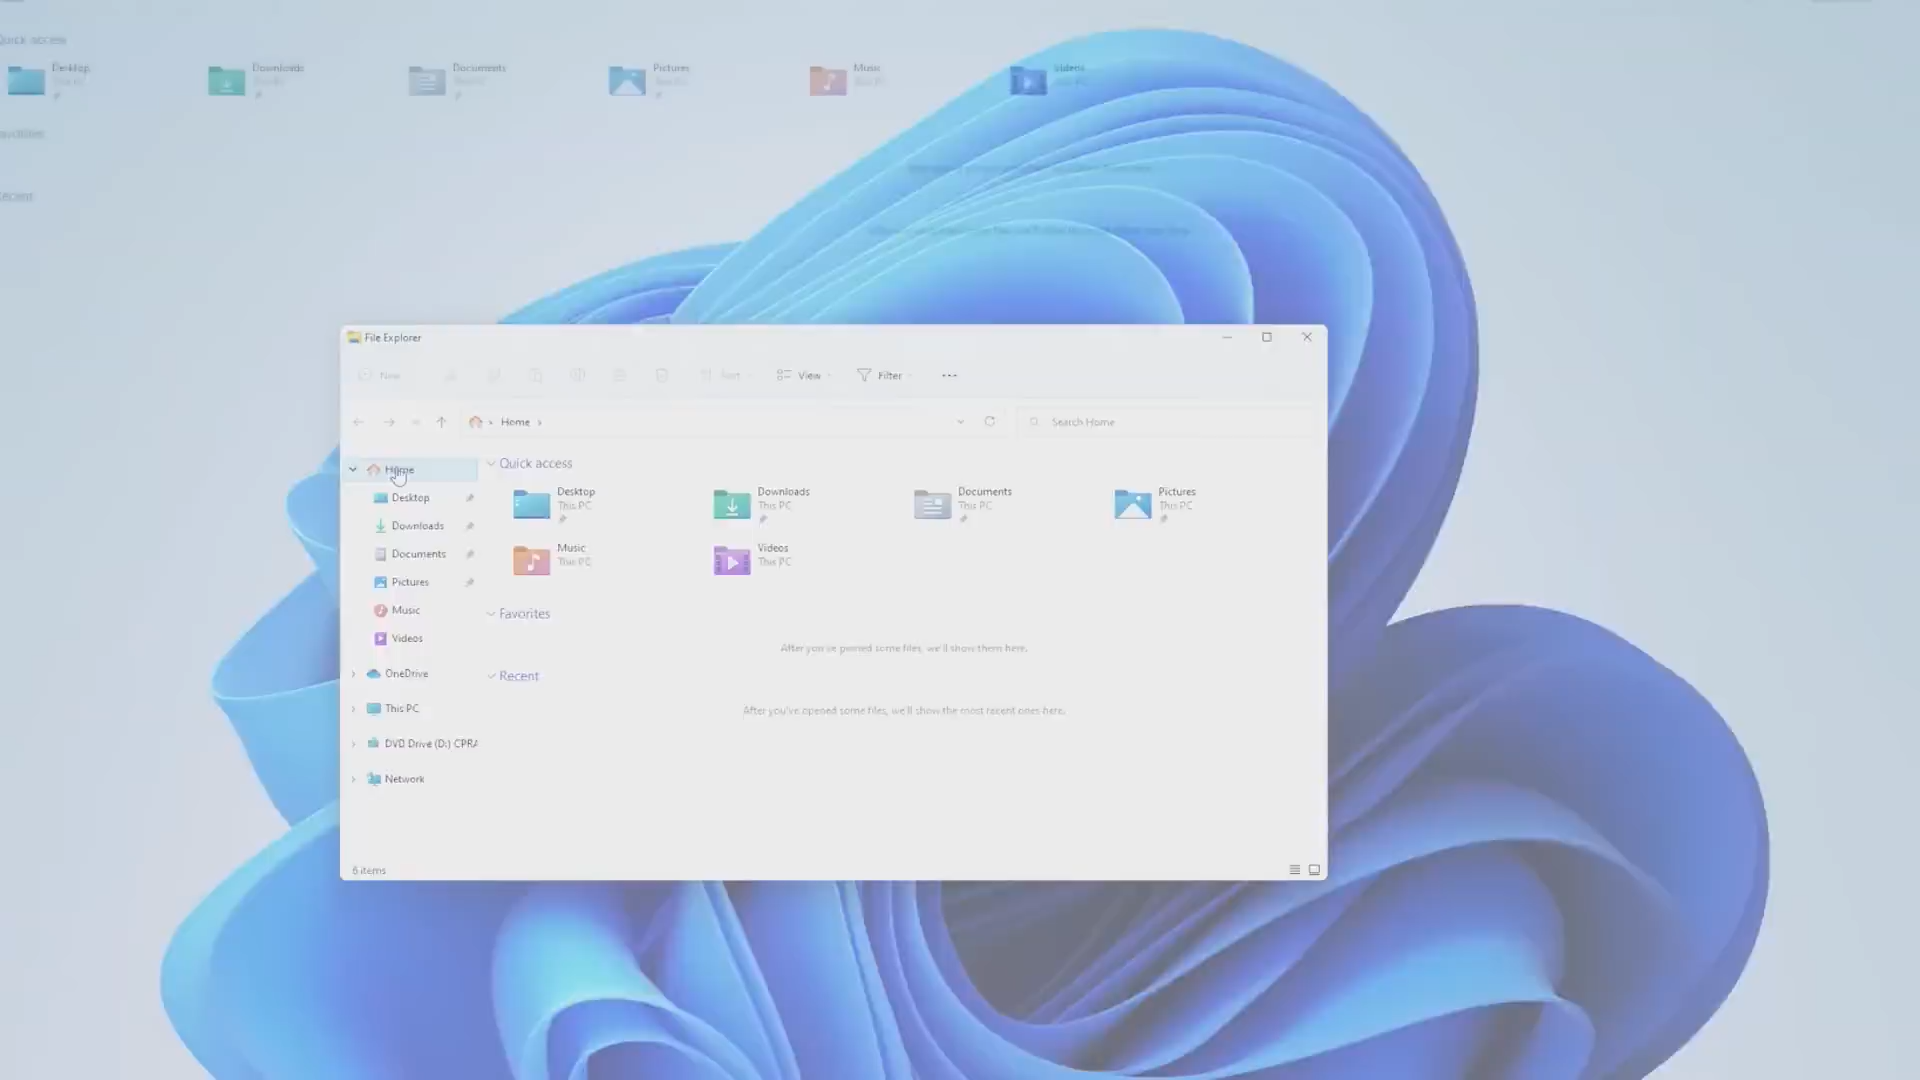 Quick access
Desktop
Downloads
Documents
Pictures
Music
Videos
Favorites
Recent
File Explorer
New
Sort
View
Filter
Home
Search Home
Home
Desktop
Downloads
Documents
Pictures
Music
Videos
OneDrive
This PC
DVD Drive (D:) CPRA
Network
Quick access
Desktop
This PC
Downloads
This PC
Documents
This PC
Pictures
This PC
Music
This PC
Videos
This PC
Favorites
After you've pinned some files, we'll show them here.
Recent
After you've opened some files, we'll show the most recent ones here.
6 items